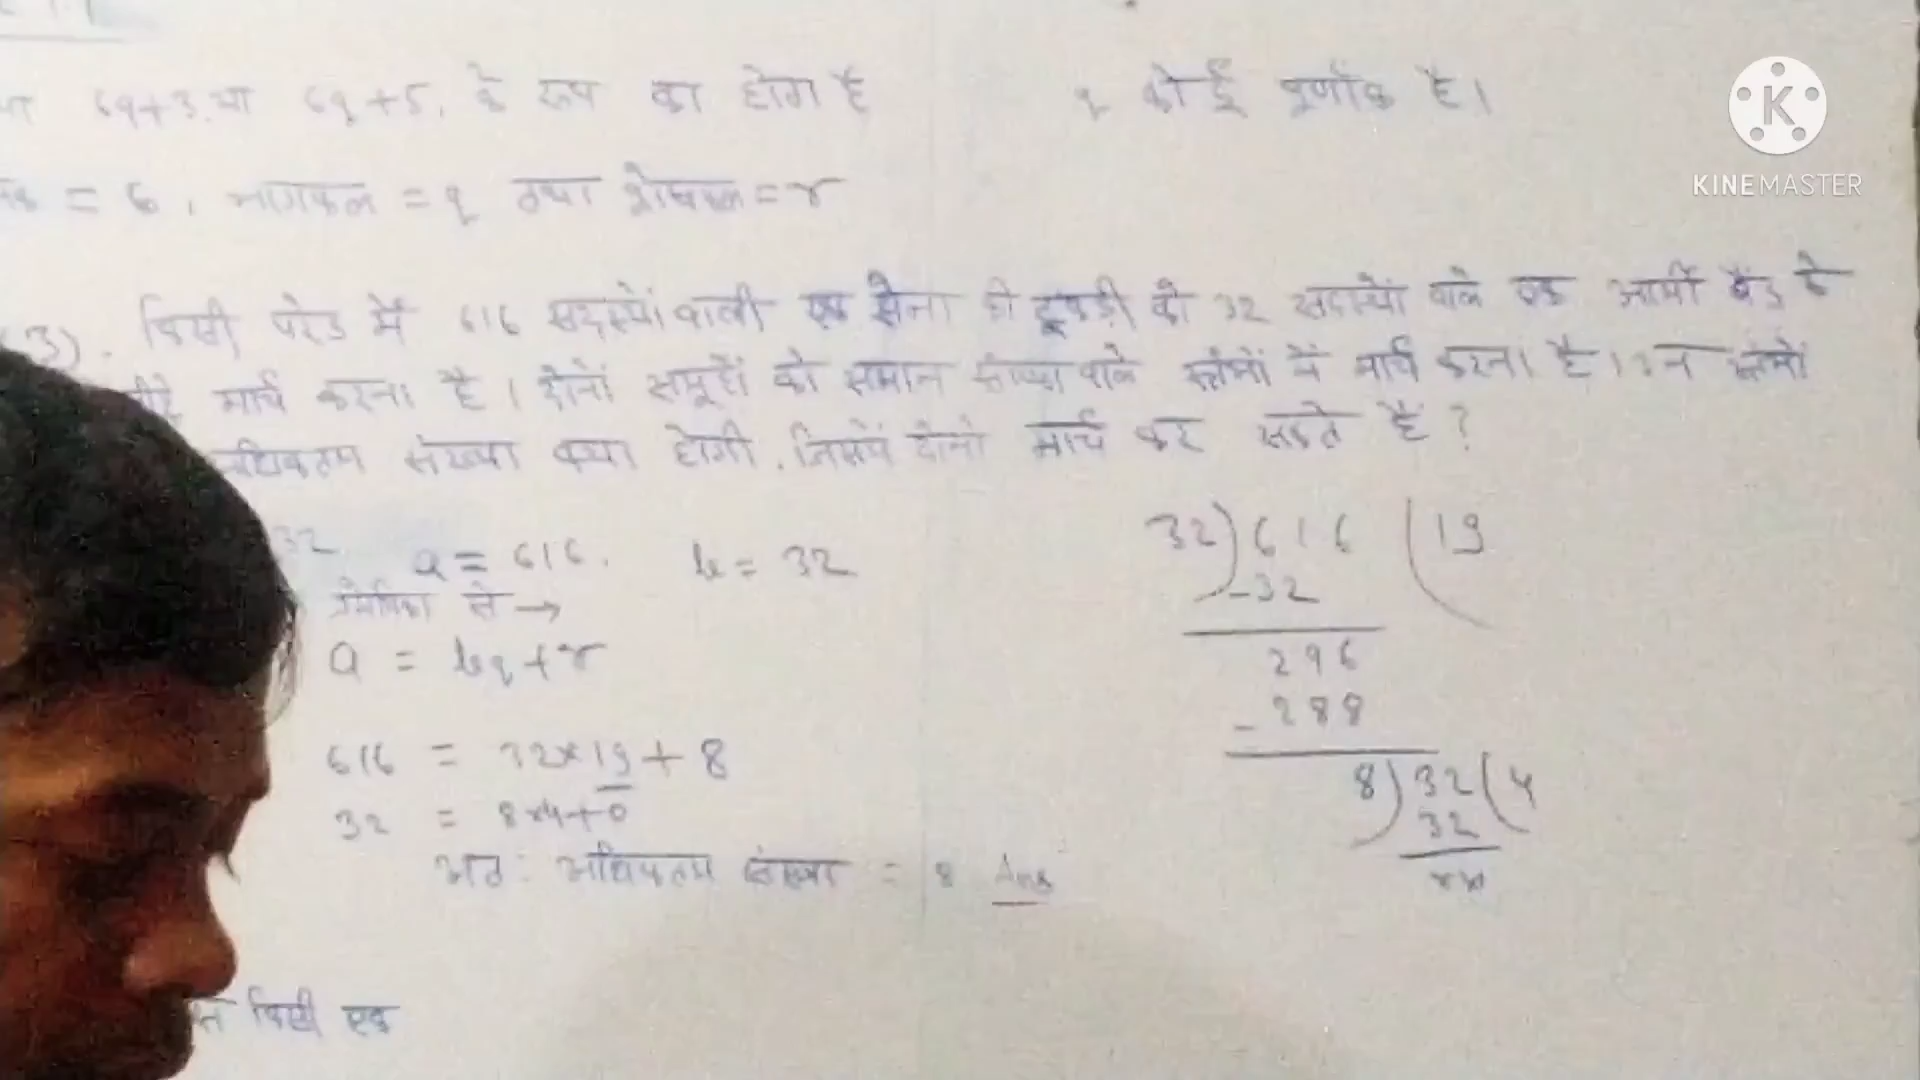 6q+3, या 6q+5, के रूप का होगा है q कोई पूर्णांक है।
= 6, भागफल = q तथा शेषफल = r
3). किसी परेड में 616 सदस्यों वाली एक सेना की टुकड़ी को 32 सदस्यों वाले एक आर्मी बैंड के
मार्च करना है। दोनों समूहों को समान संख्या वाले स्तंभों में मार्च करना है। उन स्तंभों
संख्या क्या होगी, जिसमें दोनों मार्च कर सकते हैं?
32 a = 616, b = 32
से →
a = bq+r
616 = 32×19+8
32 = 8×4+0
अतः अधिकतम संख्या = 8 Ans
32)616(19
-32
296
-288
8)32(4
32
××
किसी एक
K
KINEMASTER